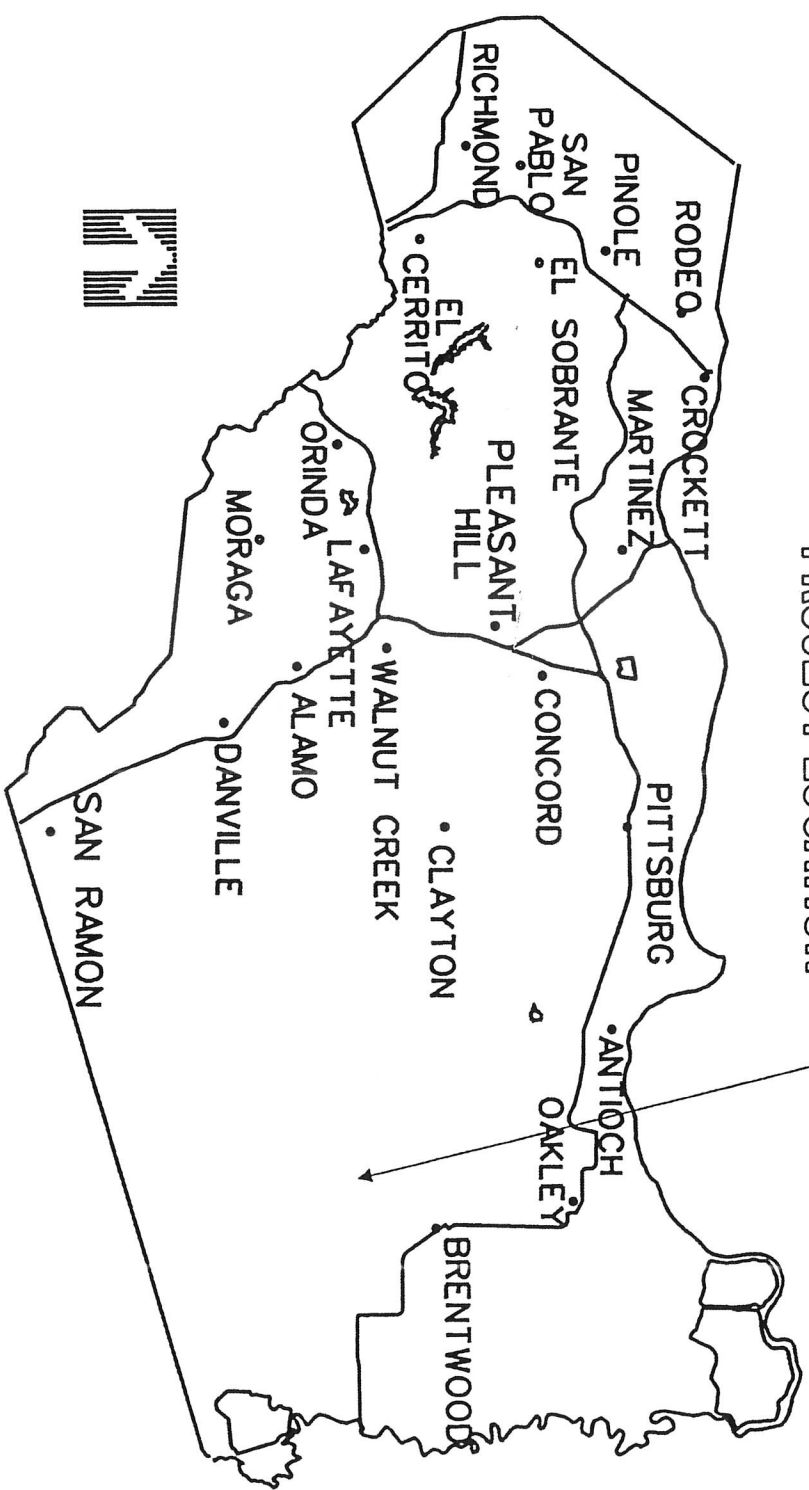 PROJECT LOCATION
RODEO
CROCKETT
PINOLE
MARTINEZ
PITTSBURG
ANTIOCH
SAN
PABLO
EL SOBRANTE
OAKLEY
RICHMOND
PLEASANT
HILL
CONCORD
EL
CERRITO
CLAYTON
BRENTWOOD
WALNUT CREEK
LAFAYETTE
ORINDA
ALAMO
MORAGA
DANVILLE
SAN RAMON